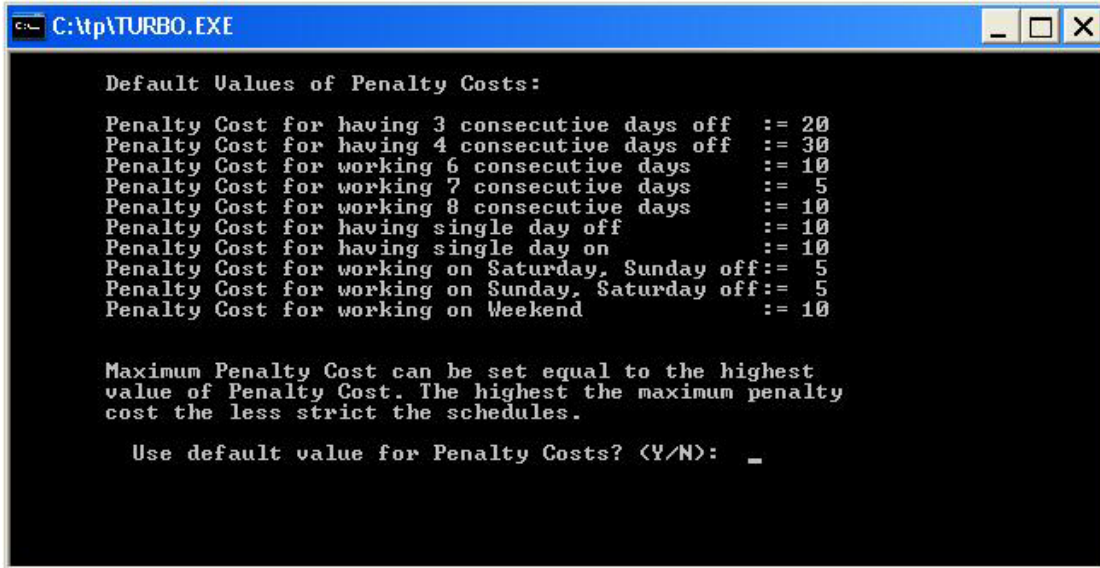 C:\tp\TURBO.EXE
Default Values of Penalty Costs:
Penalty Cost for having 3 consecutive days off := 20
Penalty Cost for having 4 consecutive days off := 30
Penalty Cost for working 6 consecutive days := 10
Penalty Cost for working 7 consecutive days := 5
Penalty Cost for working 8 consecutive days := 10
Penalty Cost for having single day off := 10
Penalty Cost for having single day on := 10
Penalty Cost for working on Saturday, Sunday off:= 5
Penalty Cost for working on Sunday, Saturday off:= 5
Penalty Cost for working on Weekend := 10
Maximum Penalty Cost can be set equal to the highest
value of Penalty Cost. The highest the maximum penalty
cost the less strict the schedules.
Use default value for Penalty Costs? (Y/N): _